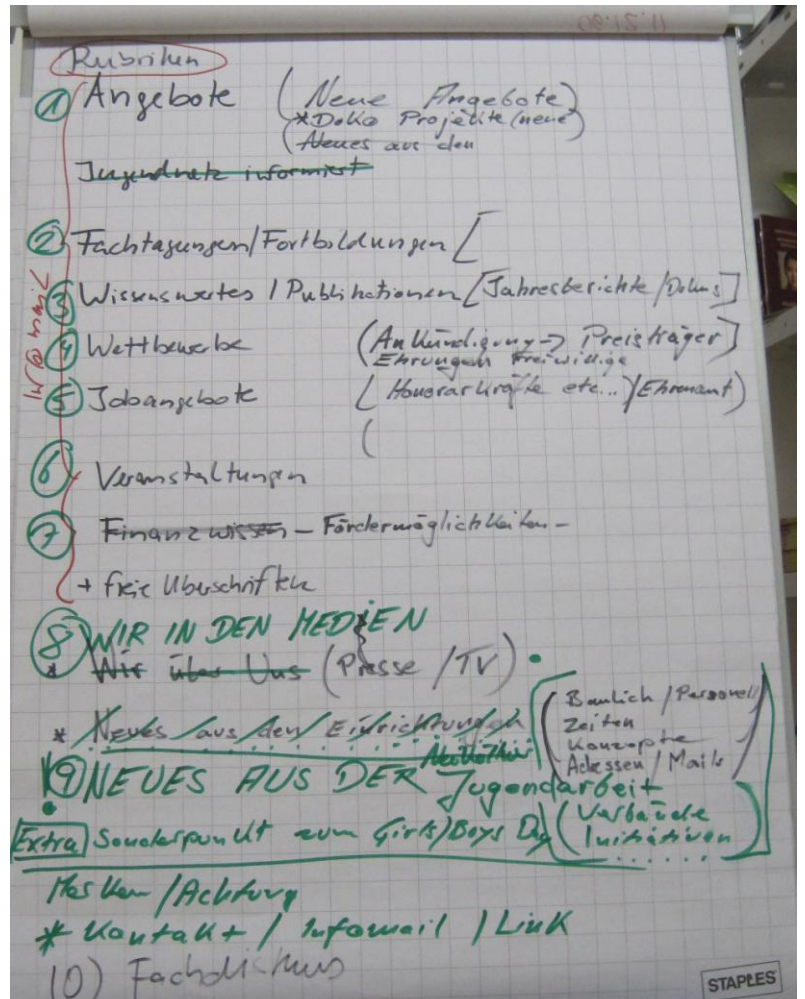 Rubriken
① Angebote (Neue Angebote)
*Doku Projekte (neue)
(Neues aus den
Jugendnetz informiert
② Fachtagungen/Fortbildungen [
③ Wissenswertes / Publikationen [Jahresberichte / Dokus]
④ Wettbewerbe (Ankündigung → Preisträger]
Ehrungen Freiwillige
⑤ Jobangebote ( Honorarkräfte etc... / Ehrenamt)
(
⑥ Veranstaltungen
⑦ Finanzwissen – Fördermöglichkeiten –
+ freie Überschriften
⑧ WIR IN DEN MEDIEN
* Wir über Uns (Presse / TV)
* Neues aus den Einrichtungen
(Baulich / Personell
Zeiten
Konzepte
Adressen / Mails)
⑨ NEUES AUS DER Jugendarbeit
Extra Sonderpunkt zum Girls/Boys Day (Verbände
Initiativen)
/ Achtung
* Kontakt / Infomail / Link
10)
STAPLES